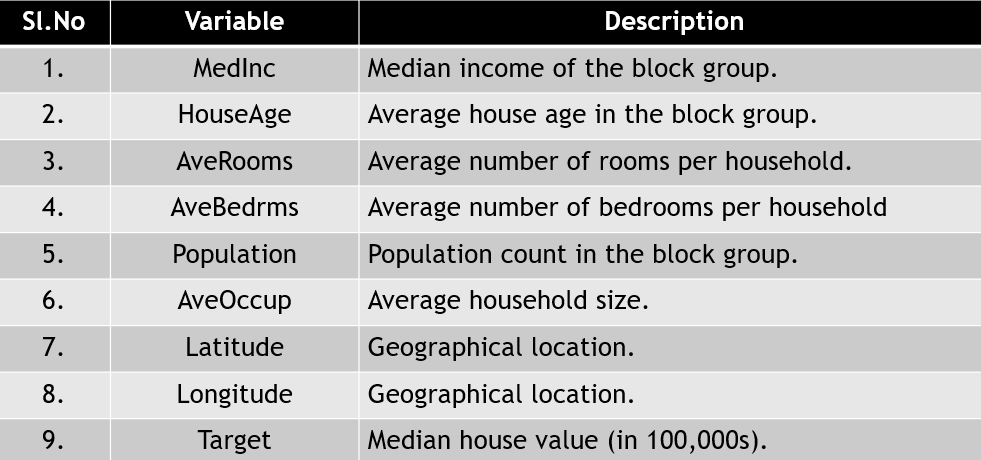 Sl.No Variable Description
1. MedInc Median income of the block group.
2. HouseAge Average house age in the block group.
3. AveRooms Average number of rooms per household.
4. AveBedrms Average number of bedrooms per household
5. Population Population count in the block group.
6. AveOccup Average household size.
7. Latitude Geographical location.
8. Longitude Geographical location.
9. Target Median house value (in 100,000s).